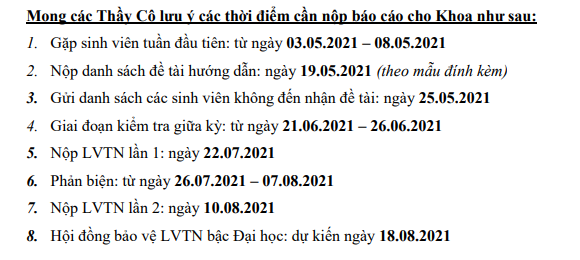 Mong các Thầy Cô lưu ý các thời điểm cần nộp báo cáo cho Khoa như sau:
1. Gặp sinh viên tuần đầu tiên: từ ngày 03.05.2021 – 08.05.2021
2. Nộp danh sách đề tài hướng dẫn: ngày 19.05.2021 (theo mẫu đính kèm)
3. Gửi danh sách các sinh viên không đến nhận đề tài: ngày 25.05.2021
4. Giai đoạn kiểm tra giữa kỳ: từ ngày 21.06.2021 – 26.06.2021
5. Nộp LVTN lần 1: ngày 22.07.2021
6. Phản biện: từ ngày 26.07.2021 – 07.08.2021
7. Nộp LVTN lần 2: ngày 10.08.2021
8. Hội đồng bảo vệ LVTN bậc Đại học: dự kiến ngày 18.08.2021